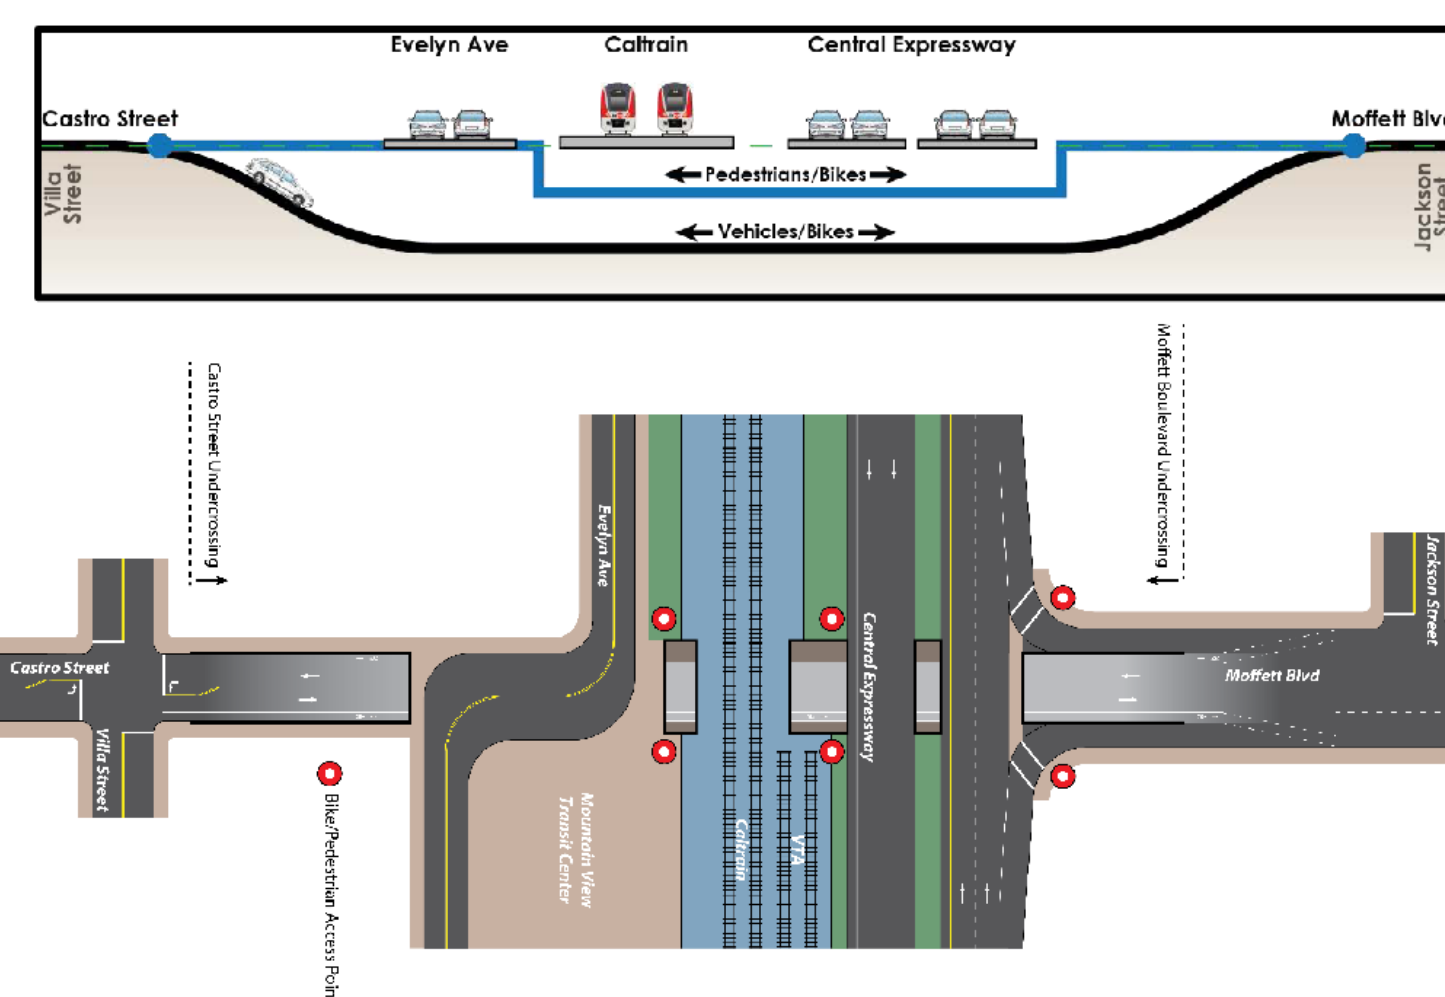 Evelyn Ave
Caltrain
Central Expressway
Castro Street
Moffett Blv
Villa
Street
Pedestrians/Bikes
Vehicles/Bikes
Jackson
Street
Castro Street Undercrossing
Moffett Boulevard Undercrossing
Evelyn Ave
Jackson Street
Castro Street
Central Expressway
Moffett Blvd
Villa Street
Bike/Pedestrian Access Poin
Mountain View
Transit Center
Caltrain
VTA